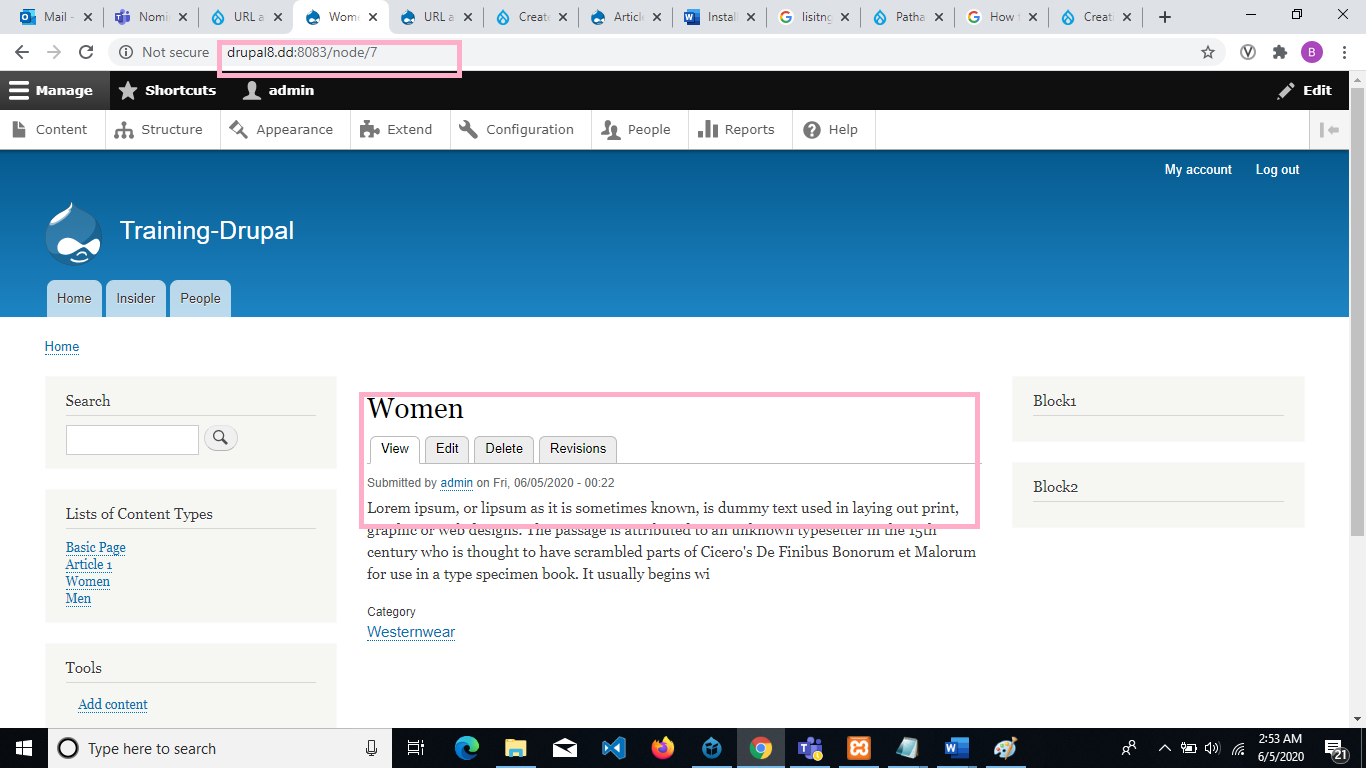 Mail -
Nomi
URL a
Wome
URL a
Create
Article
Install
lisitng
Patha
How t
Create
Not secure
drupal8.dd:8083/node/7
B
Manage
Shortcuts
admin
Edit
Content
Structure
Appearance
Extend
Configuration
People
Reports
Help
My account
Log out
Training-Drupal
Home
Insider
People
Home
Search
Lists of Content Types
Basic Page
Article 1
Women
Men
Tools
Add content
Women
View
Edit
Delete
Revisions
Submitted by admin on Fri, 06/05/2020 - 00:22
Lorem ipsum, or lipsum as it is sometimes known, is dummy text used in laying out print,
graphic or web designs. The passage is attributed to an unknown typesetter in the 15th
century who is thought to have scrambled parts of Cicero's De Finibus Bonorum et Malorum
for use in a type specimen book. It usually begins wi
Category
Westernwear
Block1
Block2
Type here to search
2:53 AM
6/5/2020
21